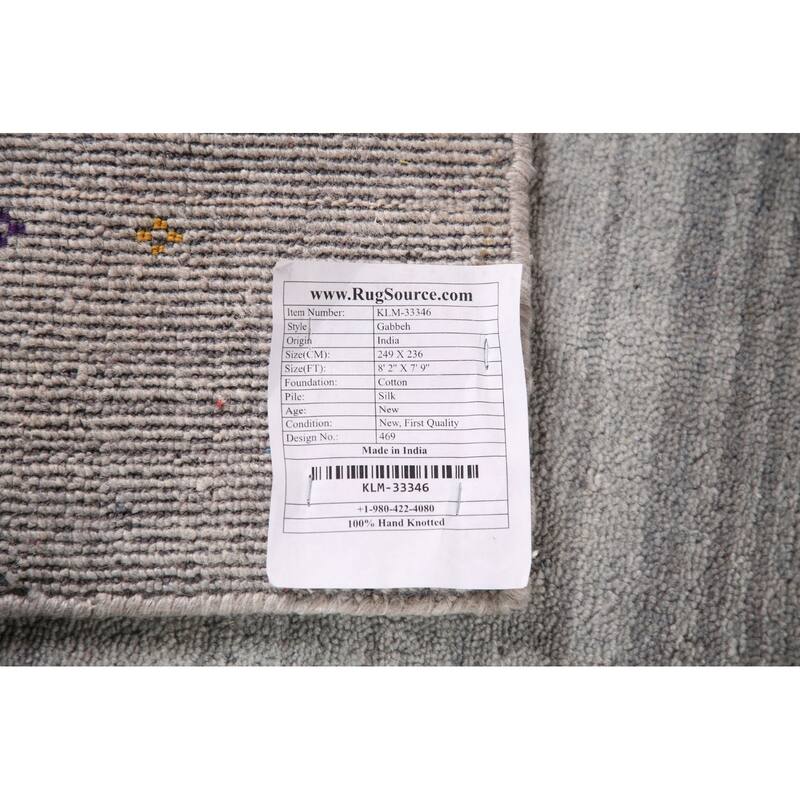 www.RugSource.com
Item Number: KLM-33346
Style Gabbeh
Origin India
Size(CM): 249 X 236
Size(FT): 8' 2" X 7' 9"
Foundation: Cotton
Pile: Silk
Age: New
Condition: New, First Quality
Design No.: 469
Made in India
KLM-33346
+1-980-422-4080
100% Hand Knotted